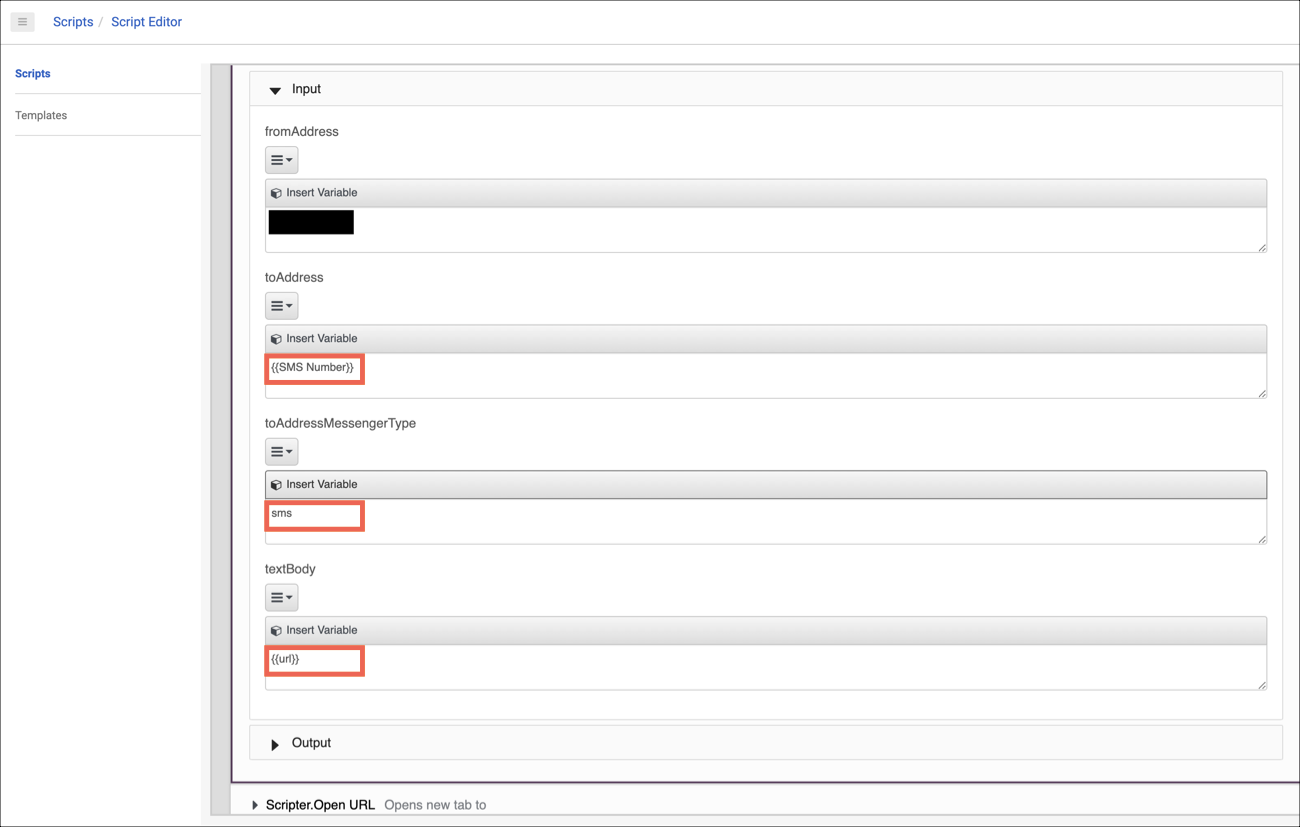 Scripts / Script Editor
Scripts
Templates
Input
fromAddress
Insert Variable
toAddress
Insert Variable
{{SMS Number}}
toAddressMessengerType
Insert Variable
sms
textBody
Insert Variable
{{url}}
Output
Scripter.Open URL Opens new tab to